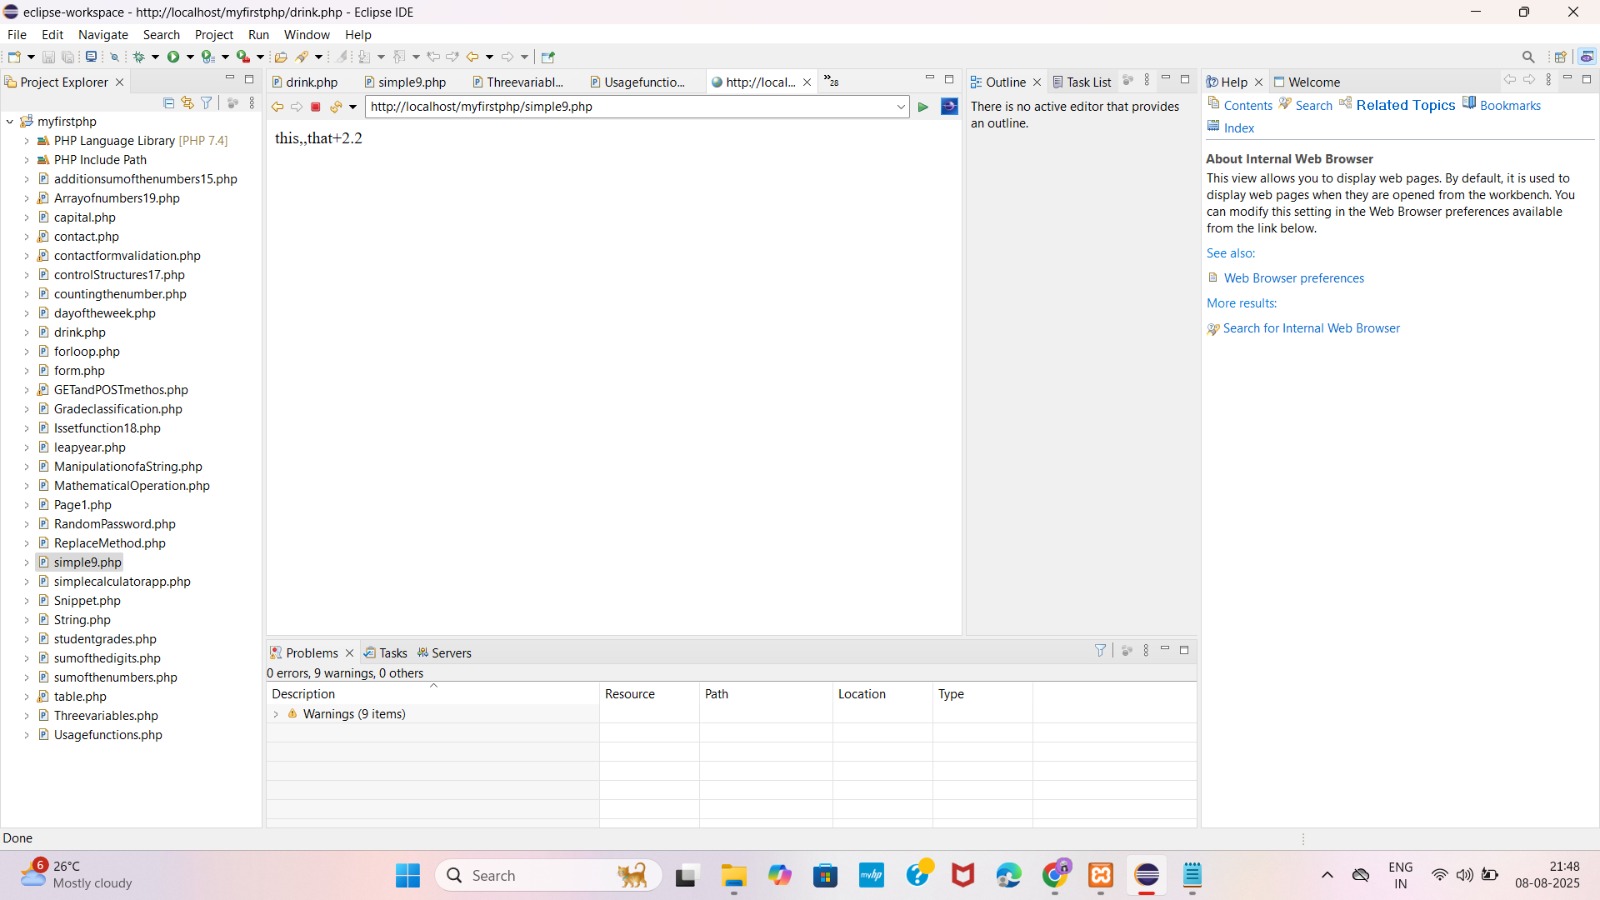 eclipse-workspace - http://localhost/myfirstphp/drink.php - Eclipse IDE
File Edit Navigate Search Project Run Window Help
Project Explorer
drink.php simple9.php Threevariabl... Usagefunctio... http://local... »28
http://localhost/myfirstphp/simple9.php
this,,that+2.2
myfirstphp
PHP Language Library [PHP 7.4]
PHP Include Path
additionsumofthenumbers15.php
Arrayofnumbers19.php
capital.php
contact.php
contactformvalidation.php
controlStructures17.php
countingthenumber.php
dayoftheweek.php
drink.php
forloop.php
form.php
GETandPOSTmethos.php
Gradeclassification.php
Issetfunction18.php
leapyear.php
ManipulationofaString.php
MathematicalOperation.php
Page1.php
RandomPassword.php
ReplaceMethod.php
simple9.php
simplecalculatorapp.php
Snippet.php
String.php
studentgrades.php
sumofthedigits.php
sumofthenumbers.php
table.php
Threevariables.php
Usagefunctions.php
Outline Task List
There is no active editor that provides
an outline.
Help Welcome
Contents Search Related Topics Bookmarks
Index
About Internal Web Browser
This view allows you to display web pages. By default, it is used to
display web pages when they are opened from the workbench. You
can modify this setting in the Web Browser preferences available
from the link below.
See also:
Web Browser preferences
More results:
Search for Internal Web Browser
Problems Tasks Servers
0 errors, 9 warnings, 0 others
Description Resource Path Location Type
Warnings (9 items)
Done
6
26°C
Mostly cloudy
Search
myhp
ENG
IN
21:48
08-08-2025